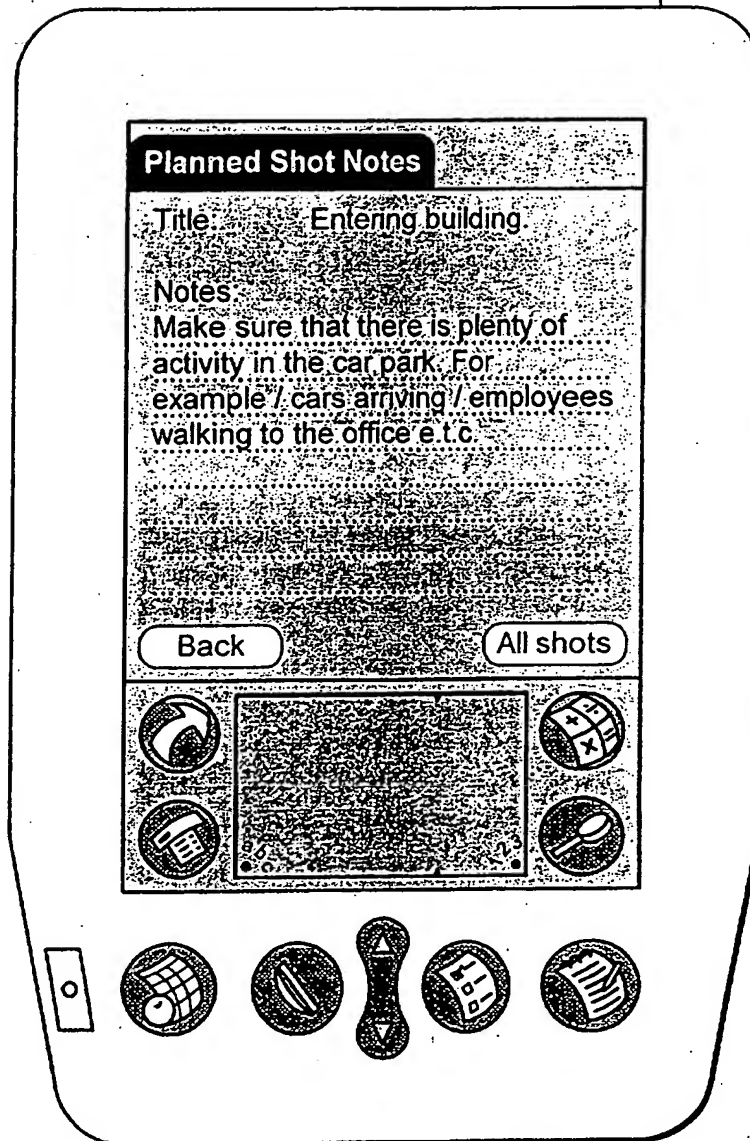 Planned Shot Notes
Title: Entering building.
Notes:
Make sure that there is plenty of
activity in the car park. For
example / cars arriving / employees
walking to the office e.t.c.
Back
All shots